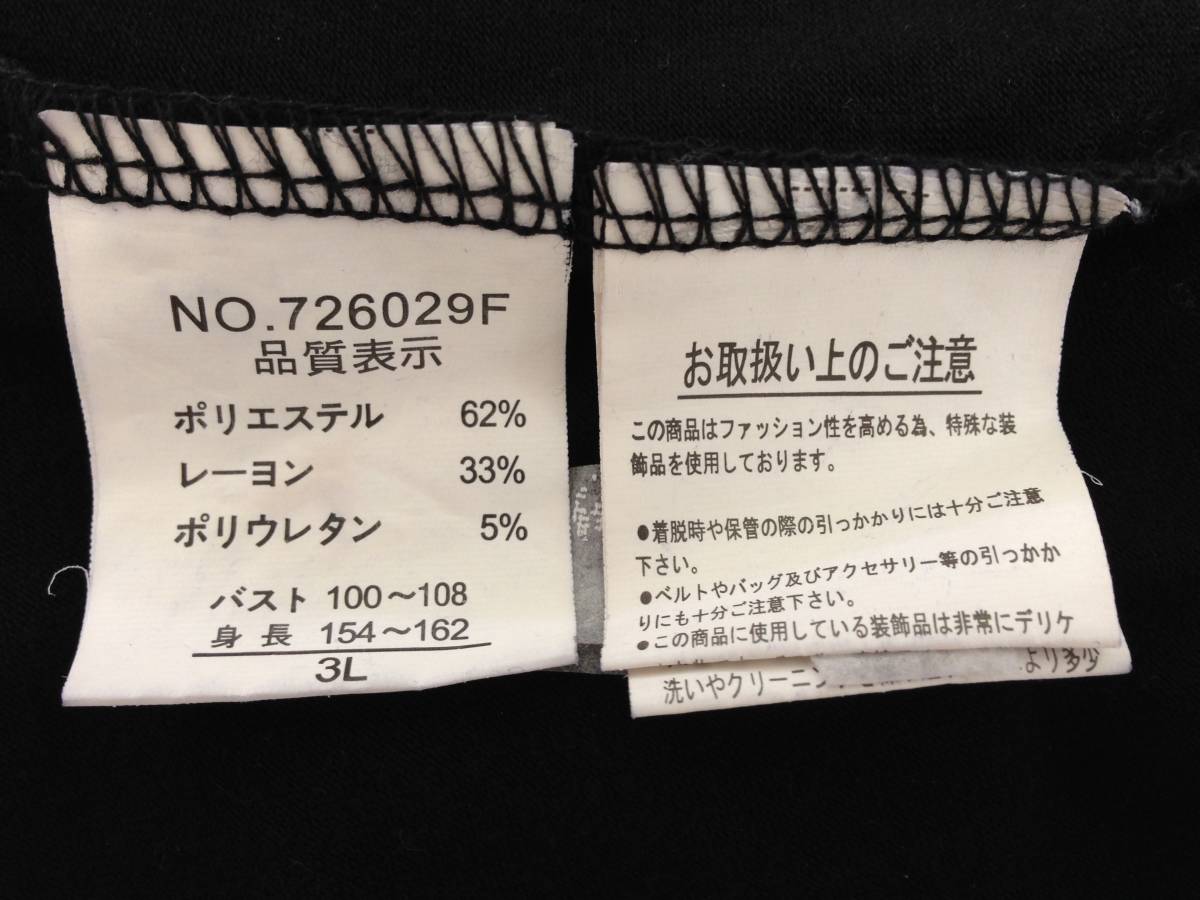 NO.726029F
品質表示
ポリエステル 62%
レーヨン 33%
ポリウレタン 5%
バスト 100～108
身長 154～162
3L
お取扱い上のご注意
この商品はファッション性を高める為、特殊な装
飾品を使用しております。
●着脱時や保管の際の引っかかりには十分ご注意
下さい。
●ベルトやバッグ及びアクセサリー等の引っかか
りにも十分ご注意下さい。
●この商品に使用している装飾品は非常にデリケ
より多少
洗いやクリーニン